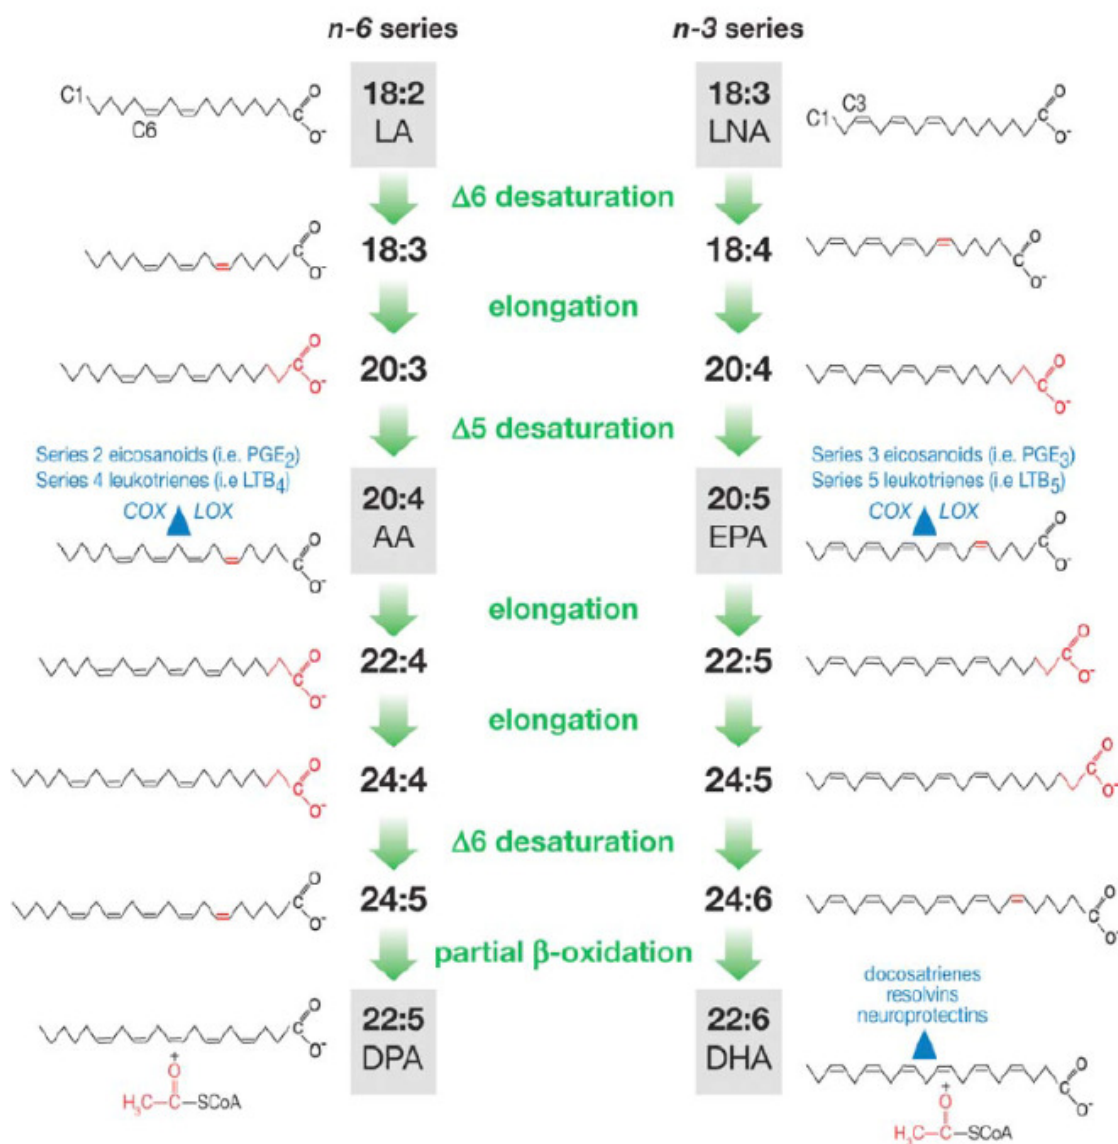 n-6 series n-3 series
C1 C6 C O O⁻ 18:2 18:3 C1 C3 C O O⁻
LA LNA
Δ6 desaturation
C O O⁻ 18:3 18:4 C O O⁻
elongation
C O O⁻ 20:3 20:4 C O O⁻
Δ5 desaturation
Series 2 eicosanoids (i.e. PGE₂) Series 3 eicosanoids (i.e. PGE₃)
Series 4 leukotrienes (i.e LTB₄) Series 5 leukotrienes (i.e LTB₅)
COX LOX 20:4 20:5 COX LOX
C O O⁻ AA EPA C O O⁻
elongation
C O O⁻ 22:4 22:5 C O O⁻
elongation
C O O⁻ 24:4 24:5 C O O⁻
Δ6 desaturation
C O O⁻ 24:5 24:6 C O O⁻
partial β-oxidation
docosatrienes
resolvins
neuroprotectins
C O O⁻ 22:5 22:6 C O O⁻
DPA DHA
+ +
O O
H₃C–C–SCoA H₃C–C–SCoA